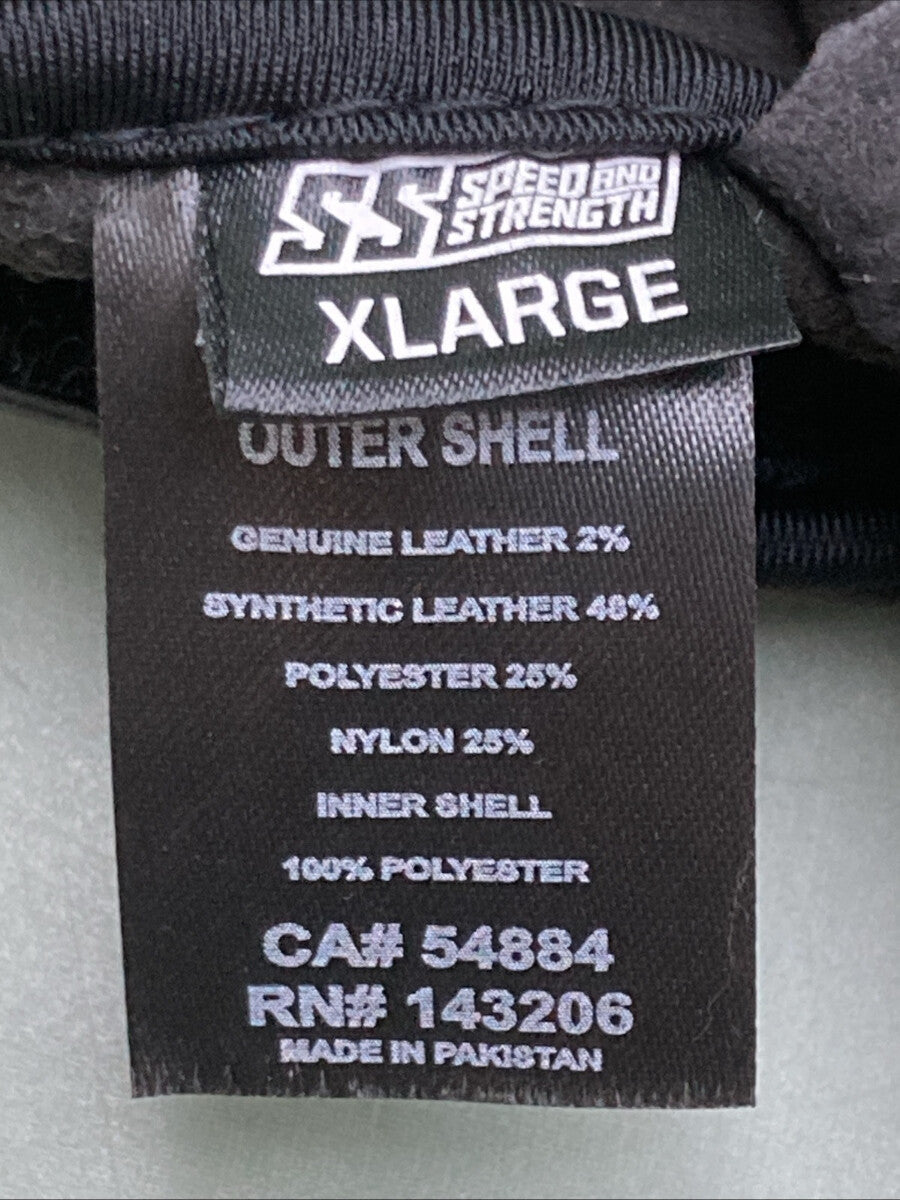 SS SPEED AND
STRENGTH
XLARGE
OUTER SHELL
GENUINE LEATHER 2%
SYNTHETIC LEATHER 48%
POLYESTER 25%
NYLON 25%
INNER SHELL
100% POLYESTER
CA# 54884
RN# 143206
MADE IN PAKISTAN